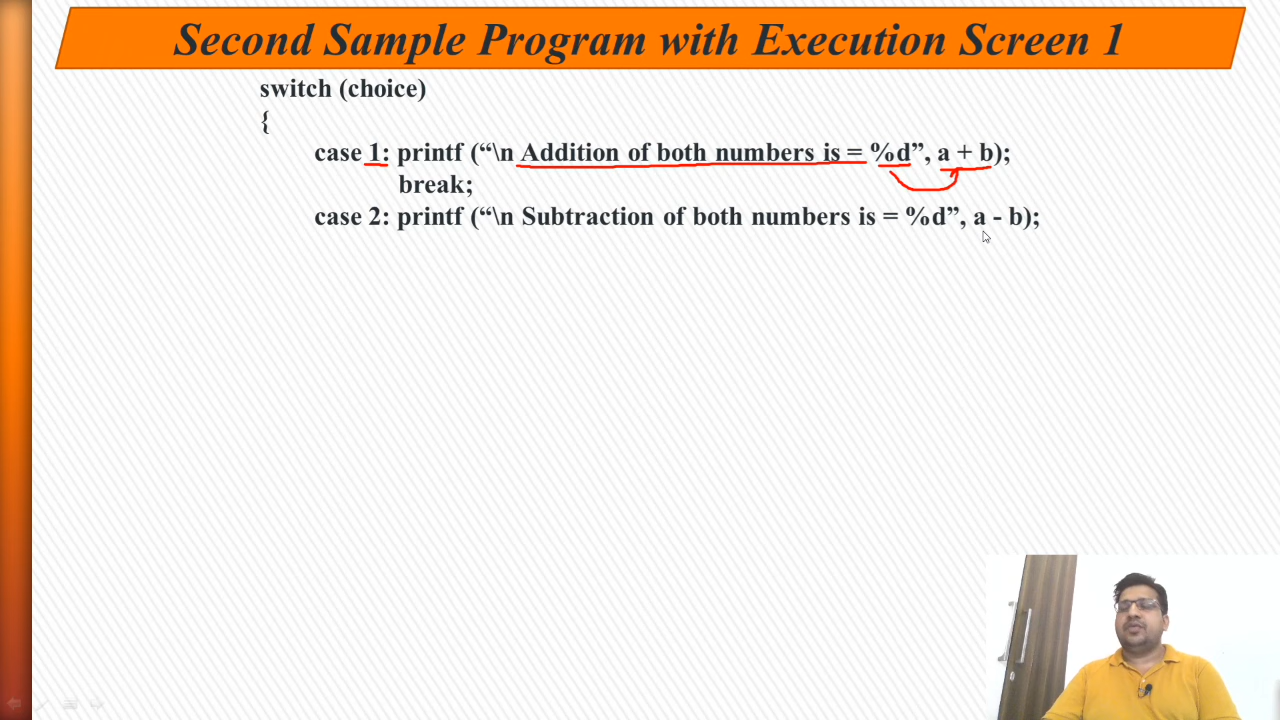 Second Sample Program with Execution Screen 1
switch (choice)
{
case 1: printf (“\n Addition of both numbers is = %d”, a + b);
break;
case 2: printf (“\n Subtraction of both numbers is = %d”, a - b);